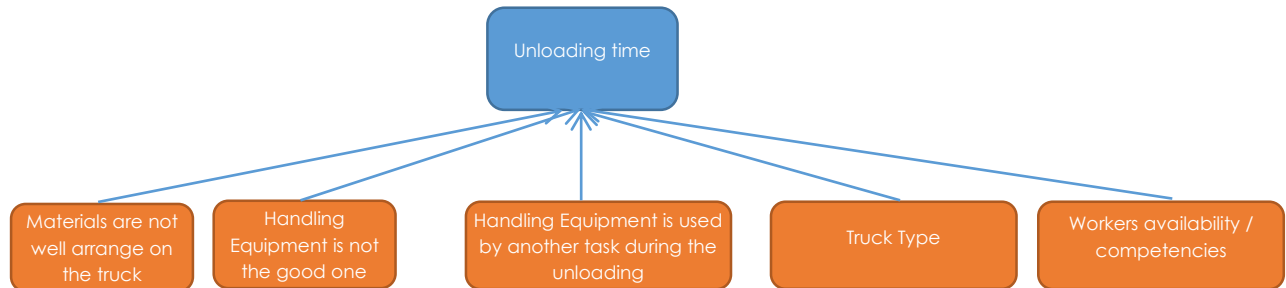 Unloading time
Materials are not
well arrange on
the truck
Handling
Equipment is not
the good one
Handling Equipment is used
by another task during the
unloading
Truck Type
Workers availability /
competencies